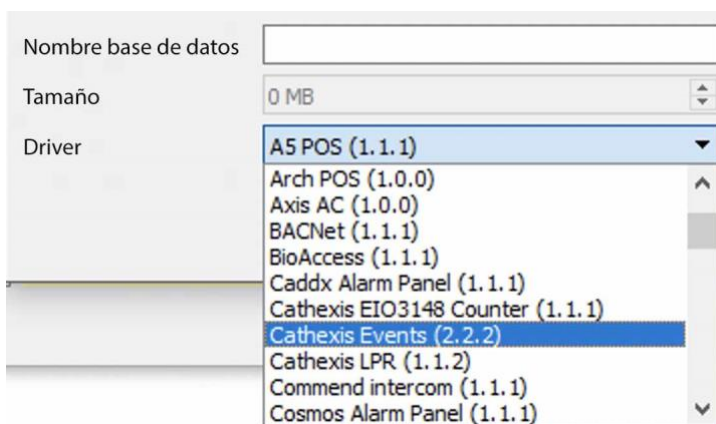 Nombre base de datos
Tamaño 0 MB
Driver A5 POS (1.1.1)
Arch POS (1.0.0)
Axis AC (1.0.0)
BACNet (1.1.1)
BioAccess (1.1.1)
Caddx Alarm Panel (1.1.1)
Cathexis EIO3148 Counter (1.1.1)
Cathexis Events (2.2.2)
Cathexis LPR (1.1.2)
Commend intercom (1.1.1)
Cosmos Alarm Panel (1.1.1)